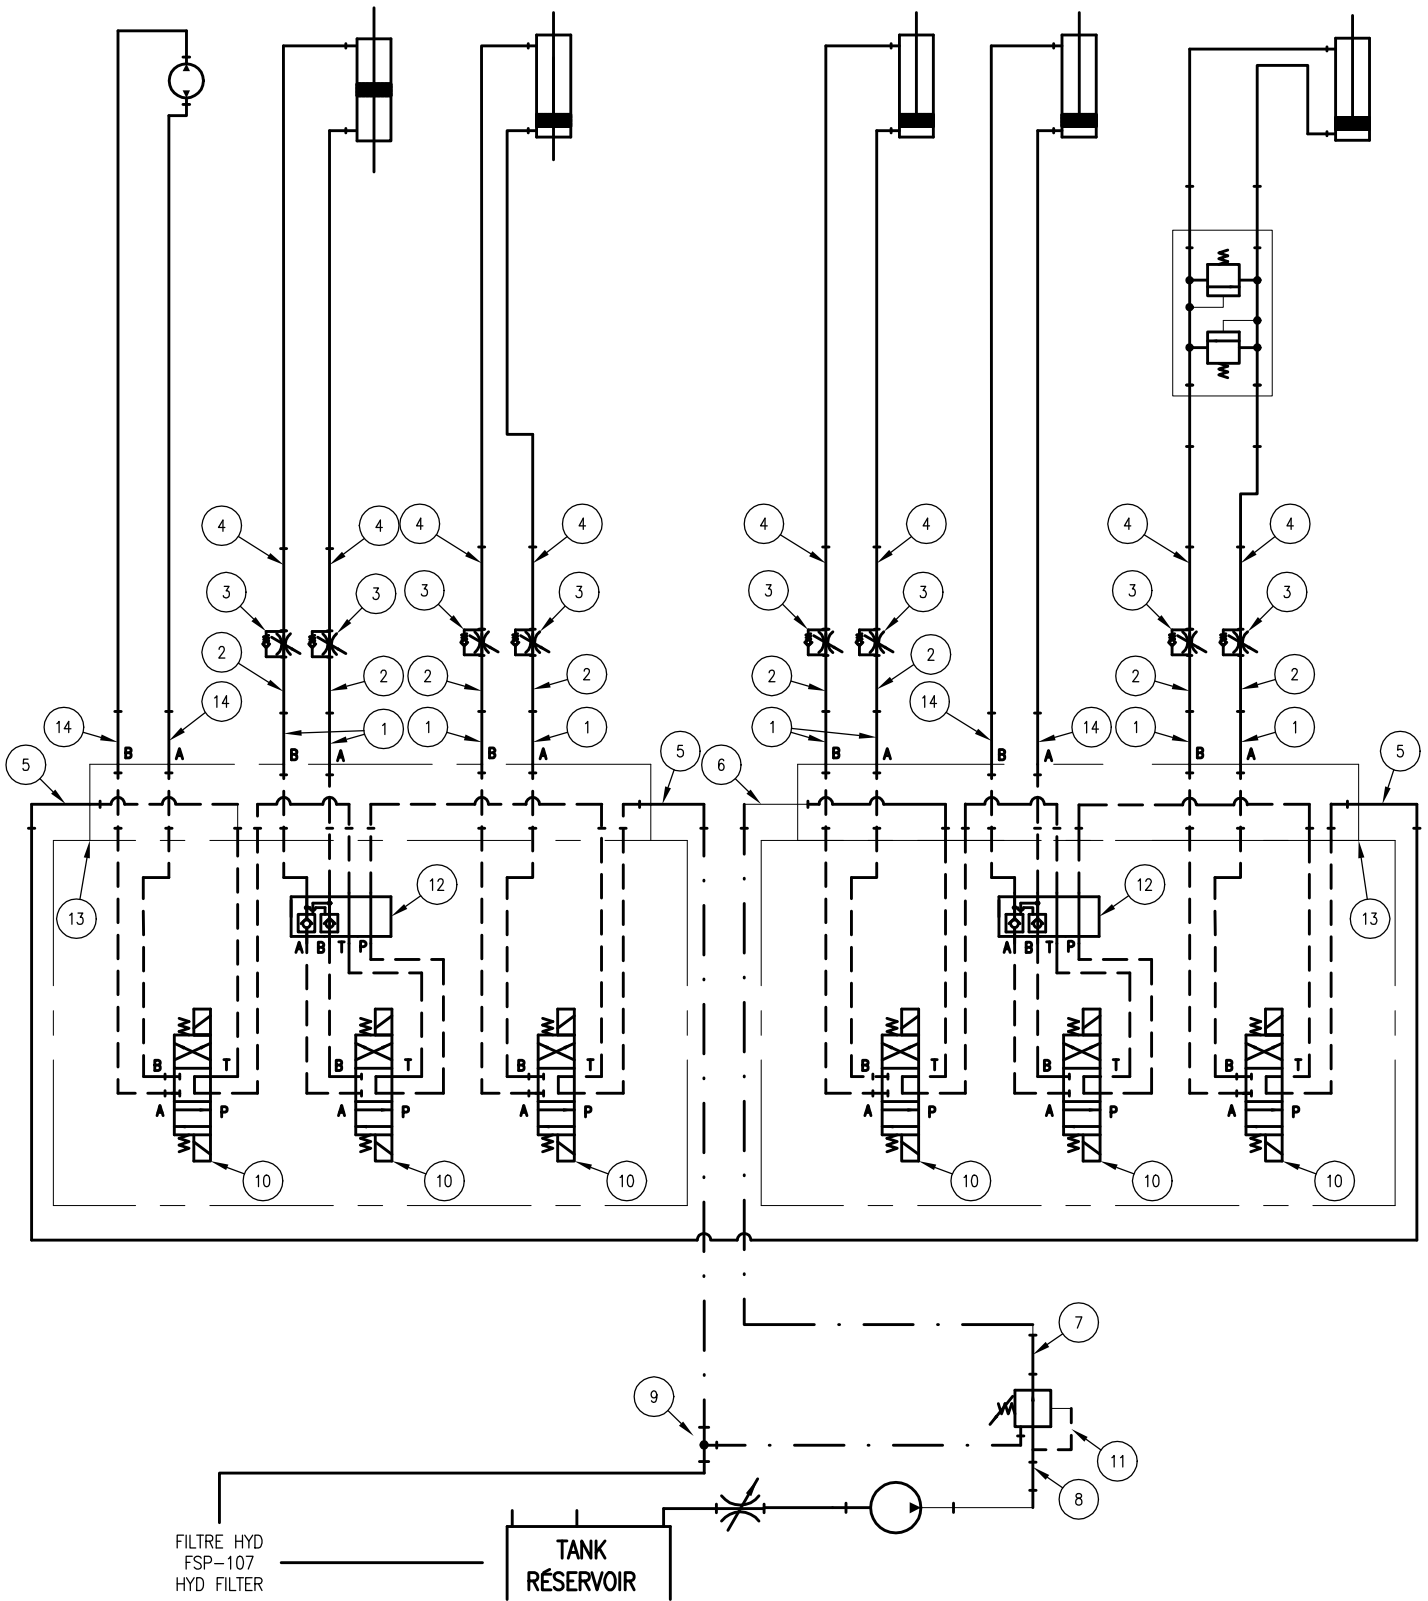 4 4 4 4 4 4 4 4
3 3 3 3 3 3 3 3
2 2 2 2 2 2 2 2
14 14 1 1 1 1 14 14 1 1
B A B A B A B A B A B A
5 5 6 5
13 12 12 13
A B T P A B T P
B T B T B B T B T B
A P A P A A P A P A
10 10 10 10 10 10
7
9
11
8
FILTRE HYD
FSP-107
HYD FILTER
TANK
RÉSERVOIR